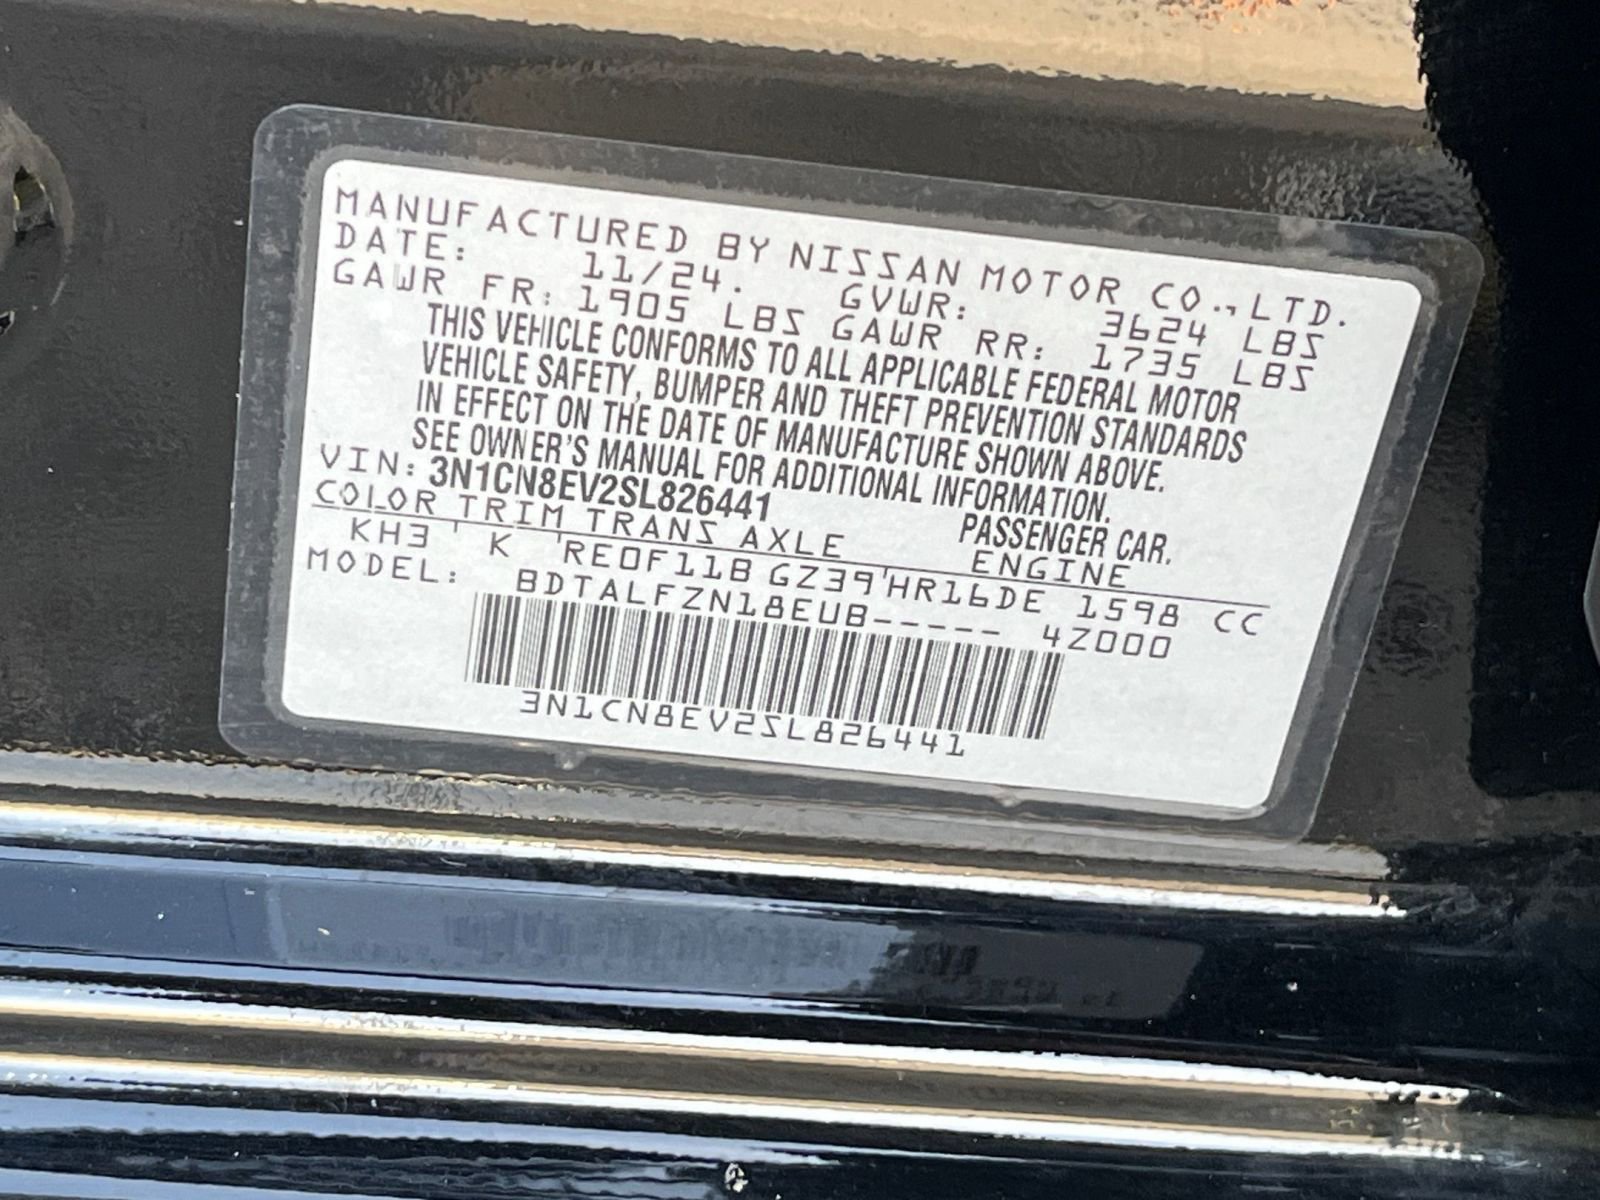 MANUFACTURED BY NISSAN MOTOR CO.,LTD.
DATE: 11/24. GVWR: 3624 LBS
GAWR FR: 1905 LBS GAWR RR: 1735 LBS
THIS VEHICLE CONFORMS TO ALL APPLICABLE FEDERAL MOTOR
VEHICLE SAFETY, BUMPER AND THEFT PREVENTION STANDARDS
IN EFFECT ON THE DATE OF MANUFACTURE SHOWN ABOVE.
SEE OWNER'S MANUAL FOR ADDITIONAL INFORMATION.
VIN: 3N1CN8EV2SL826441 PASSENGER CAR.
COLOR TRIM TRANS AXLE ENGINE
KH3 ' K 'RE0F11B GZ39'HR16DE 1598 CC
MODEL: BDTALFZN18EUB----- 4Z000
3N1CN8EV2SL826441